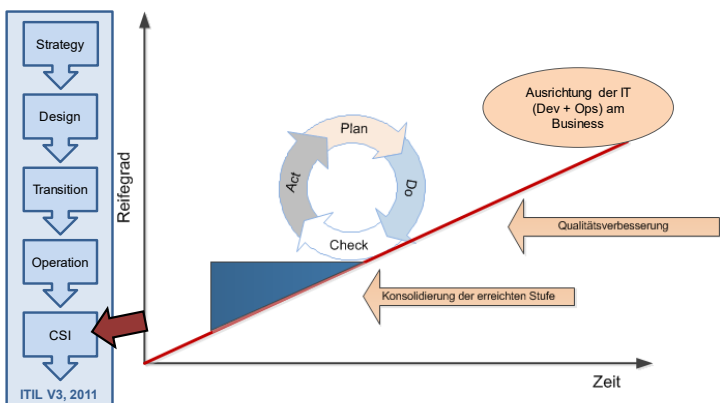 Strategy
Design
Transition
Operation
CSI
ITIL V3, 2011
Reifegrad
Plan
Do
Check
Act
Ausrichtung der IT
(Dev + Ops) am
Business
Qualitätsverbesserung
Konsolidierung der erreichten Stufe
Zeit